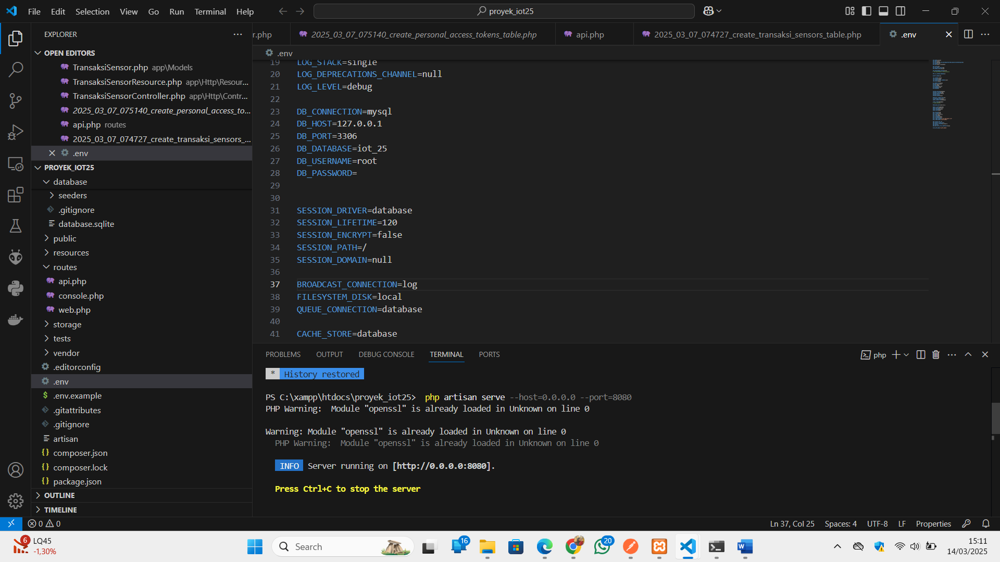 File Edit Selection View Go Run Terminal Help
proyek_iot25
EXPLORER
OPEN EDITORS
TransaksiSensor.php app\Models
TransaksiSensorResource.php app\Http\Resour...
TransaksiSensorController.php app\Http\Contr...
2025_03_07_075140_create_personal_access_to...
api.php routes
2025_03_07_074727_create_transaksi_sensors_...
.env
PROYEK_IOT25
database
seeders
.gitignore
database.sqlite
public
resources
routes
api.php
console.php
web.php
storage
tests
vendor
.editorconfig
.env
.env.example
.gitattributes
.gitignore
artisan
composer.json
composer.lock
package.json
OUTLINE
TIMELINE
r.php
2025_03_07_075140_create_personal_access_tokens_table.php
api.php
2025_03_07_074727_create_transaksi_sensors_table.php
.env
.env
19 LOG_STACK=single
20 LOG_DEPRECATIONS_CHANNEL=null
21 LOG_LEVEL=debug
22
23 DB_CONNECTION=mysql
24 DB_HOST=127.0.0.1
25 DB_PORT=3306
26 DB_DATABASE=iot_25
27 DB_USERNAME=root
28 DB_PASSWORD=
29
30
31 SESSION_DRIVER=database
32 SESSION_LIFETIME=120
33 SESSION_ENCRYPT=false
34 SESSION_PATH=/
35 SESSION_DOMAIN=null
36
37 BROADCAST_CONNECTION=log
38 FILESYSTEM_DISK=local
39 QUEUE_CONNECTION=database
40
41 CACHE_STORE=database
PROBLEMS OUTPUT DEBUG CONSOLE TERMINAL PORTS
php
* History restored
PS C:\xampp\htdocs\proyek_iot25> php artisan serve --host=0.0.0.0 --port=8080
PHP Warning: Module "openssl" is already loaded in Unknown on line 0
Warning: Module "openssl" is already loaded in Unknown on line 0
PHP Warning: Module "openssl" is already loaded in Unknown on line 0
INFO Server running on [http://0.0.0.0:8080].
Press Ctrl+C to stop the server
0 0
Ln 37, Col 25 Spaces: 4 UTF-8 LF Properties
6
LQ45
-1,30%
Search
16
20
15:11
14/03/2025